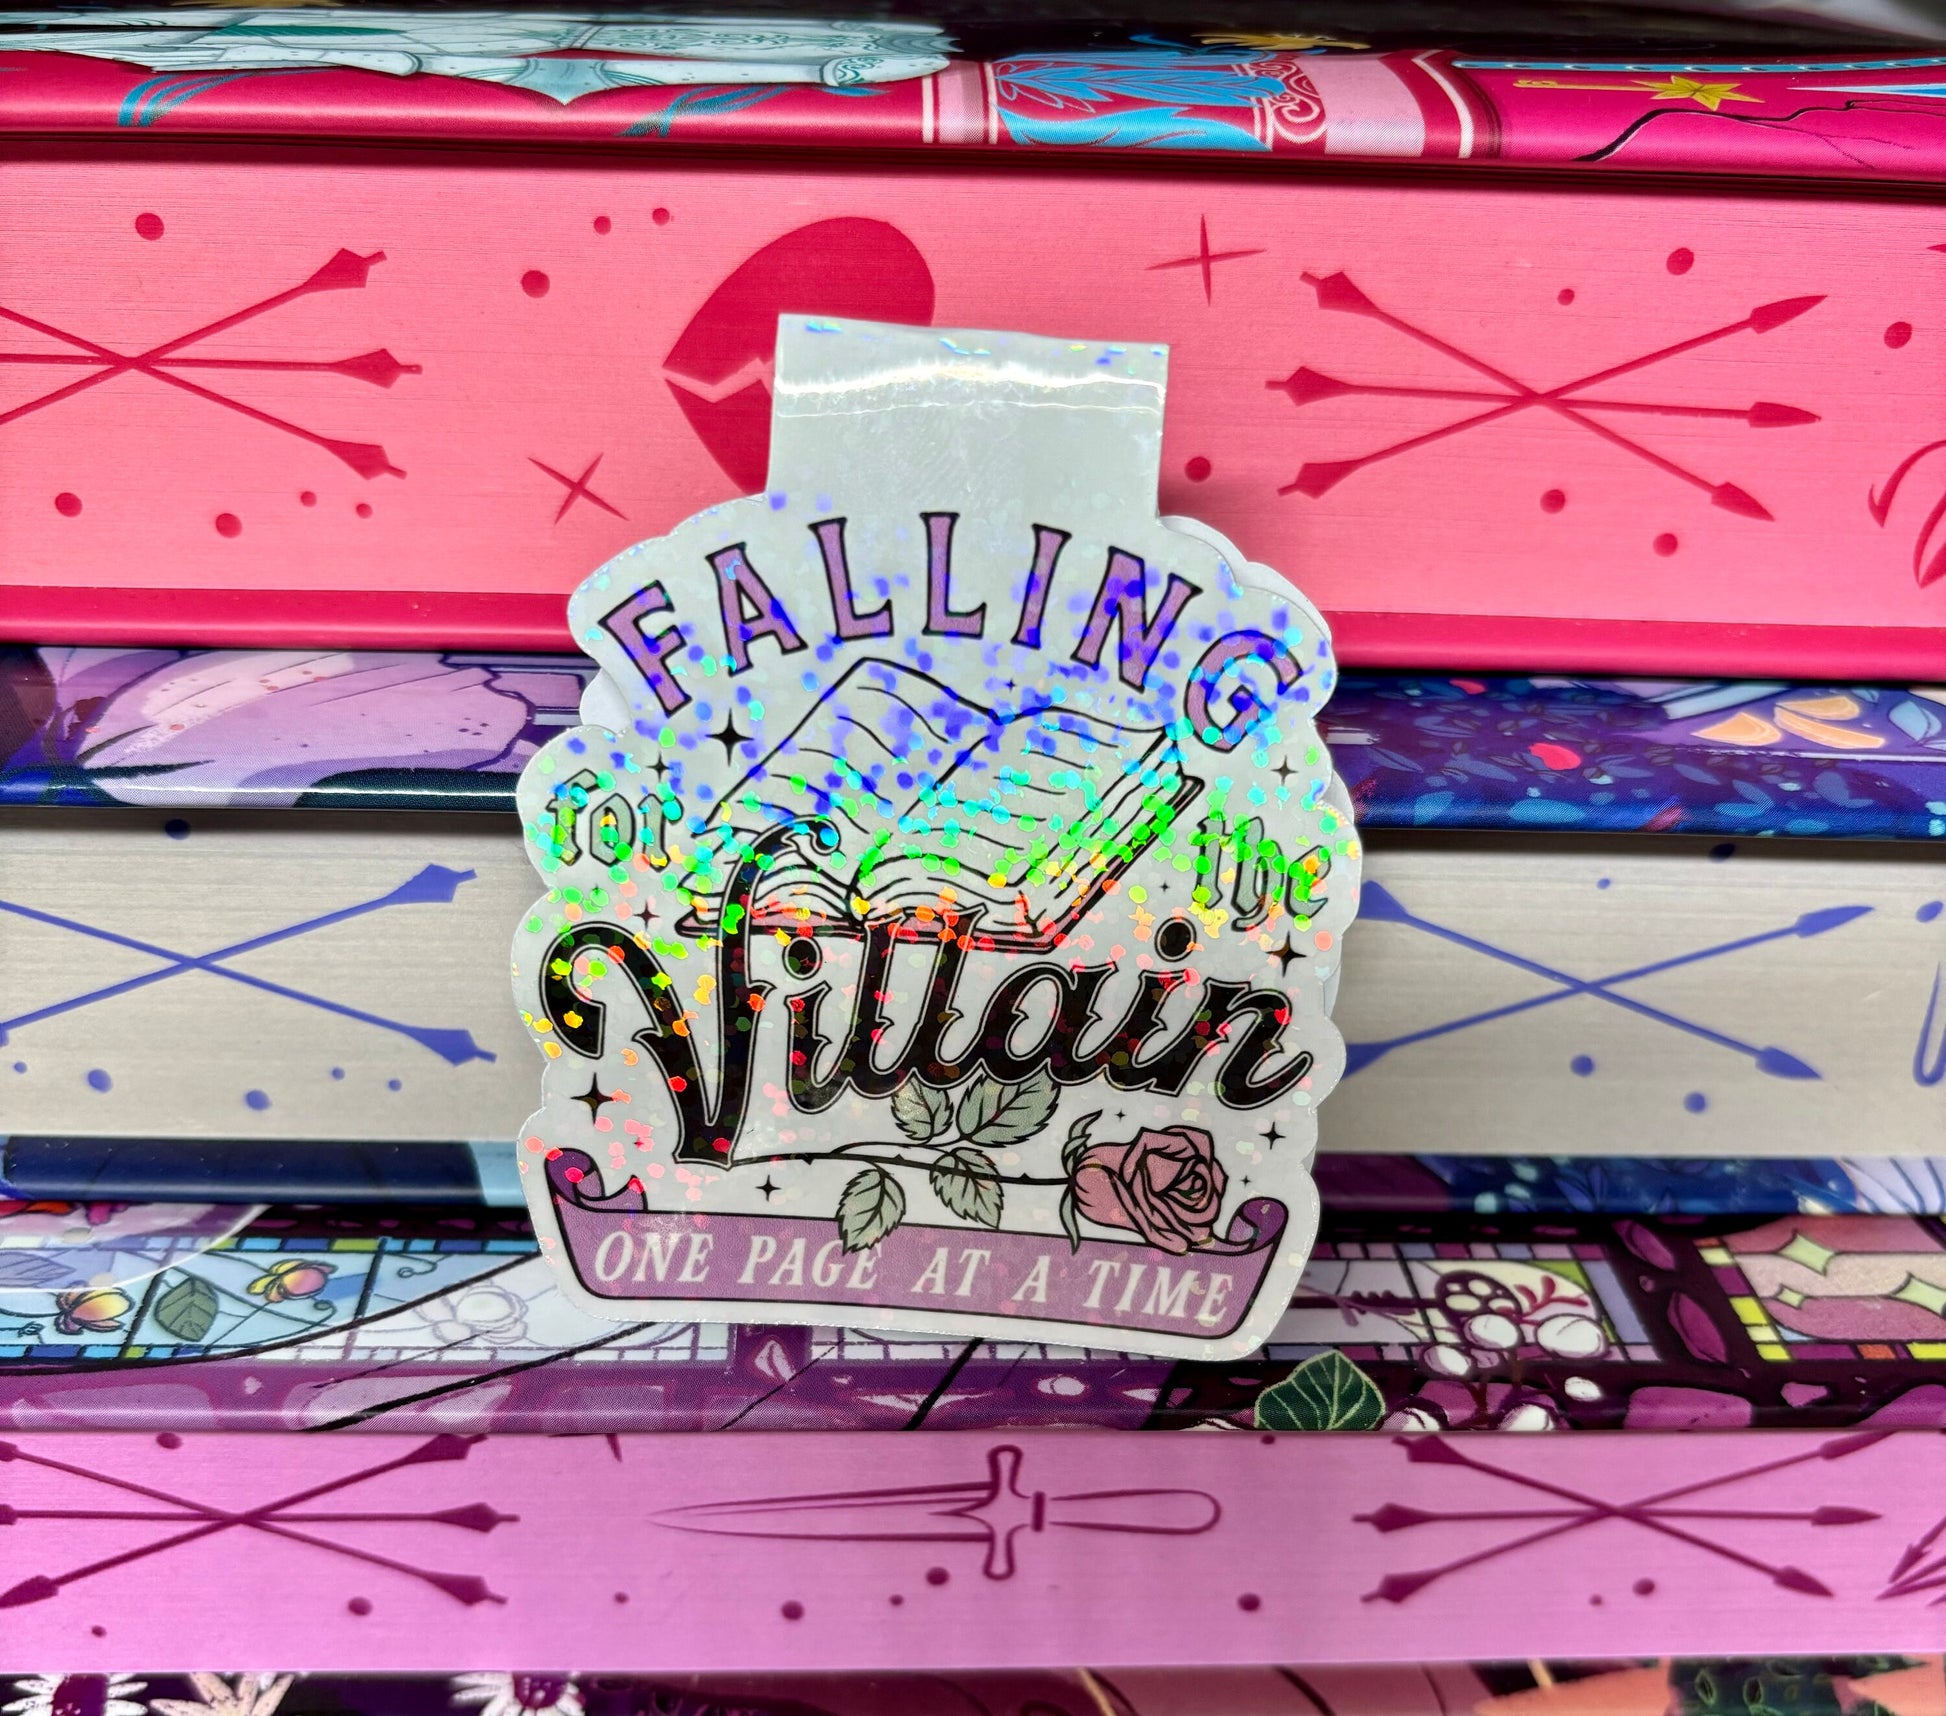 FALLING
for the
Villain
ONE PAGE AT A TIME